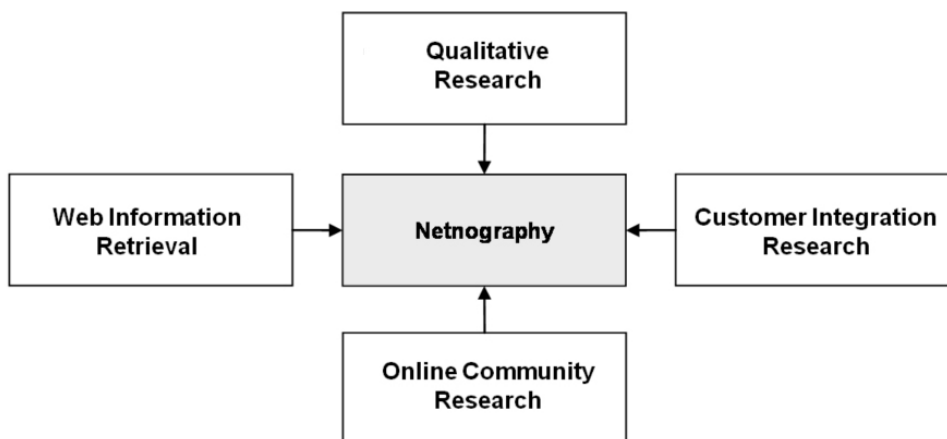 Qualitative
Research
Web Information
Retrieval
Netnography
Customer Integration
Research
Online Community
Research